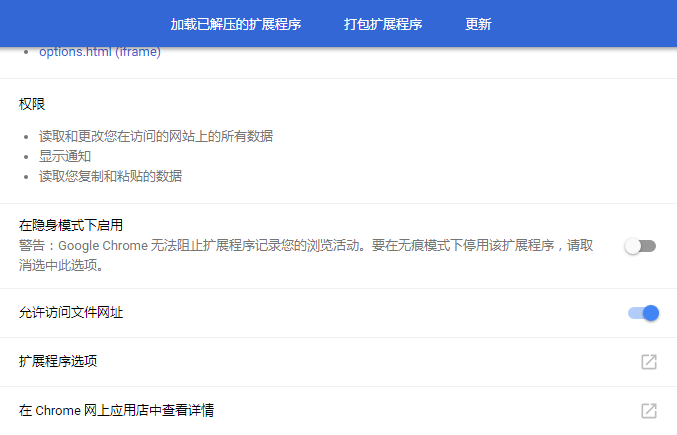 加载已解压的扩展程序 打包扩展程序 更新
options.html (iframe)
权限
读取和更改您在访问的网站上的所有数据
显示通知
读取您复制和粘贴的数据
在隐身模式下启用
警告：Google Chrome 无法阻止扩展程序记录您的浏览活动。要在无痕模式下停用该扩展程序，请取
消选中此选项。
允许访问文件网址
扩展程序选项
在 Chrome 网上应用店中查看详情